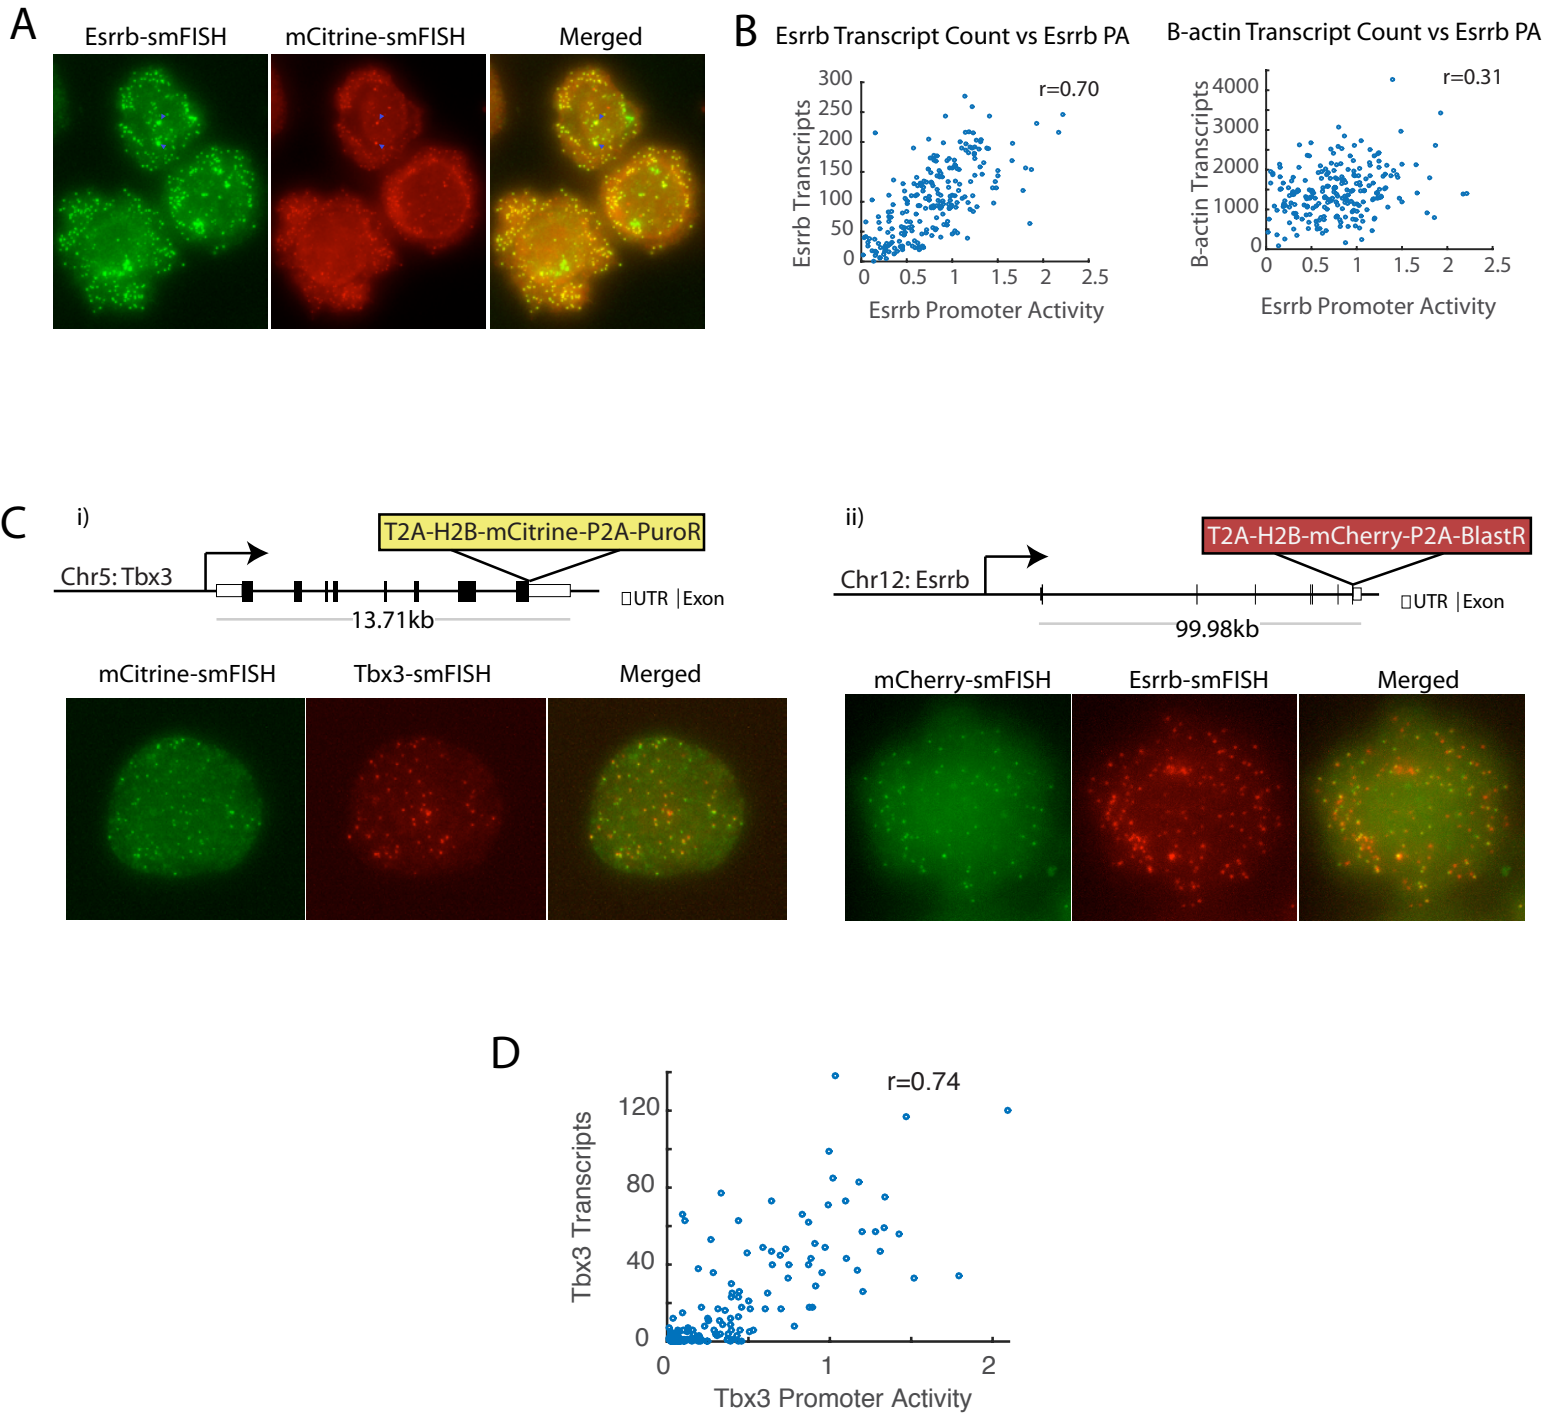 A
Esrrb-smFISH
mCitrine-smFISH
Merged
B
Esrrb Transcript Count vs Esrrb PA
r=0.70
Esrrb Transcripts
300
250
200
150
100
50
0
0 0.5 1 1.5 2 2.5
Esrrb Promoter Activity
B-actin Transcript Count vs Esrrb PA
r=0.31
B-actin Transcripts
4000
3000
2000
1000
0
0 0.5 1 1.5 2 2.5
Esrrb Promoter Activity
C
i)
T2A-H2B-mCitrine-P2A-PuroR
Chr5: Tbx3
UTR |Exon
13.71kb
mCitrine-smFISH
Tbx3-smFISH
Merged
ii)
T2A-H2B-mCherry-P2A-BlastR
Chr12: Esrrb
UTR |Exon
99.98kb
mCherry-smFISH
Esrrb-smFISH
Merged
D
r=0.74
Tbx3 Transcripts
120
80
40
0
0 1 2
Tbx3 Promoter Activity